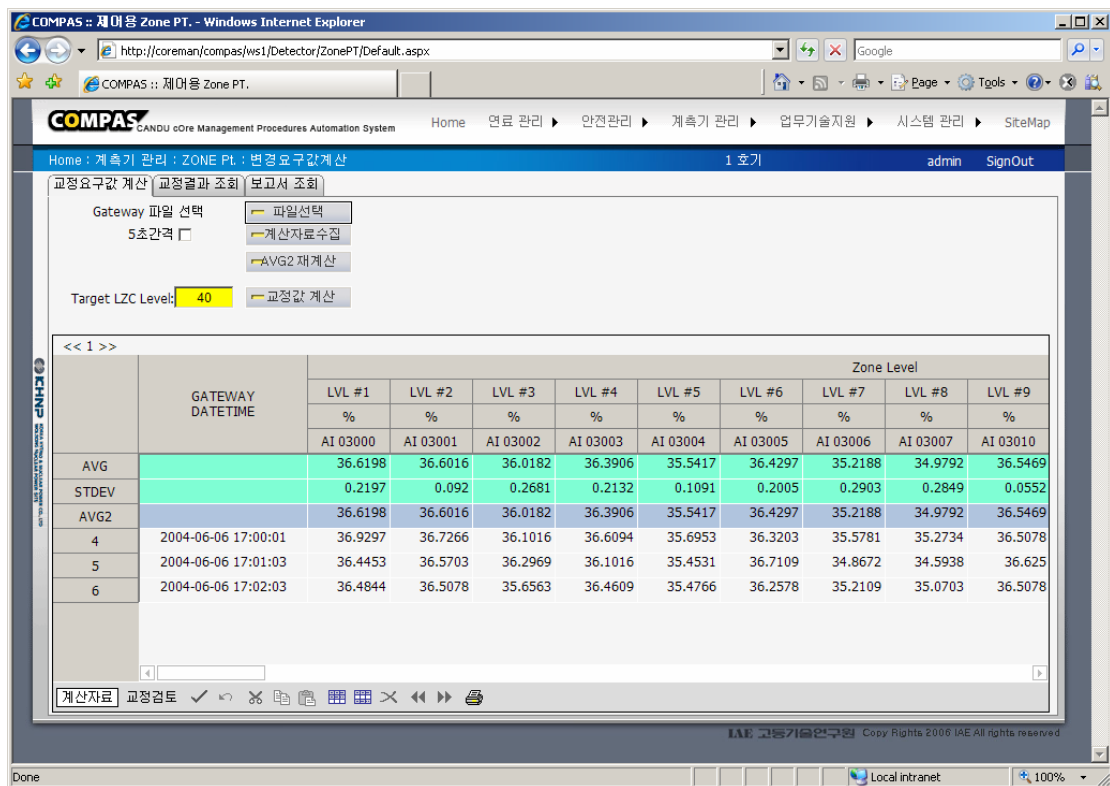 COMPAS :: 제어용 Zone PT. - Windows Internet Explorer
http://coreman/compas/ws1/Detector/ZonePT/Default.aspx
Google
COMPAS :: 제어용 Zone PT.
Page
Tools
COMPAS CANDU cOre Management Procedures Automation System
Home 연료 관리 안전관리 계측기 관리 업무기술지원 시스템 관리 SiteMap
Home : 계측기 관리 : ZONE Pt. : 변경요구값계산 1 호기 admin SignOut
교정요구값 계산 교정결과 조회 보고서 조회
Gateway 파일 선택 파일선택
5초간격 계산자료수집
AVG2 재계산
Target LZC Level: 40 교정값 계산
<< 1 >>
Zone Level
GATEWAY DATETIME LVL #1 LVL #2 LVL #3 LVL #4 LVL #5 LVL #6 LVL #7 LVL #8 LVL #9
% % % % % % % % %
AI 03000 AI 03001 AI 03002 AI 03003 AI 03004 AI 03005 AI 03006 AI 03007 AI 03010
AVG 36.6198 36.6016 36.0182 36.3906 35.5417 36.4297 35.2188 34.9792 36.5469
STDEV 0.2197 0.092 0.2681 0.2132 0.1091 0.2005 0.2903 0.2849 0.0552
AVG2 36.6198 36.6016 36.0182 36.3906 35.5417 36.4297 35.2188 34.9792 36.5469
4 2004-06-06 17:00:01 36.9297 36.7266 36.1016 36.6094 35.6953 36.3203 35.5781 35.2734 36.5078
5 2004-06-06 17:01:03 36.4453 36.5703 36.2969 36.1016 35.4531 36.7109 34.8672 34.5938 36.625
6 2004-06-06 17:02:03 36.4844 36.5078 35.6563 36.4609 35.4766 36.2578 35.2109 35.0703 36.5078
계산자료 교정검토
KHNP
IAE 고등기술연구원 Copy Rights 2006 IAE All rights reserved
Done Local intranet 100%